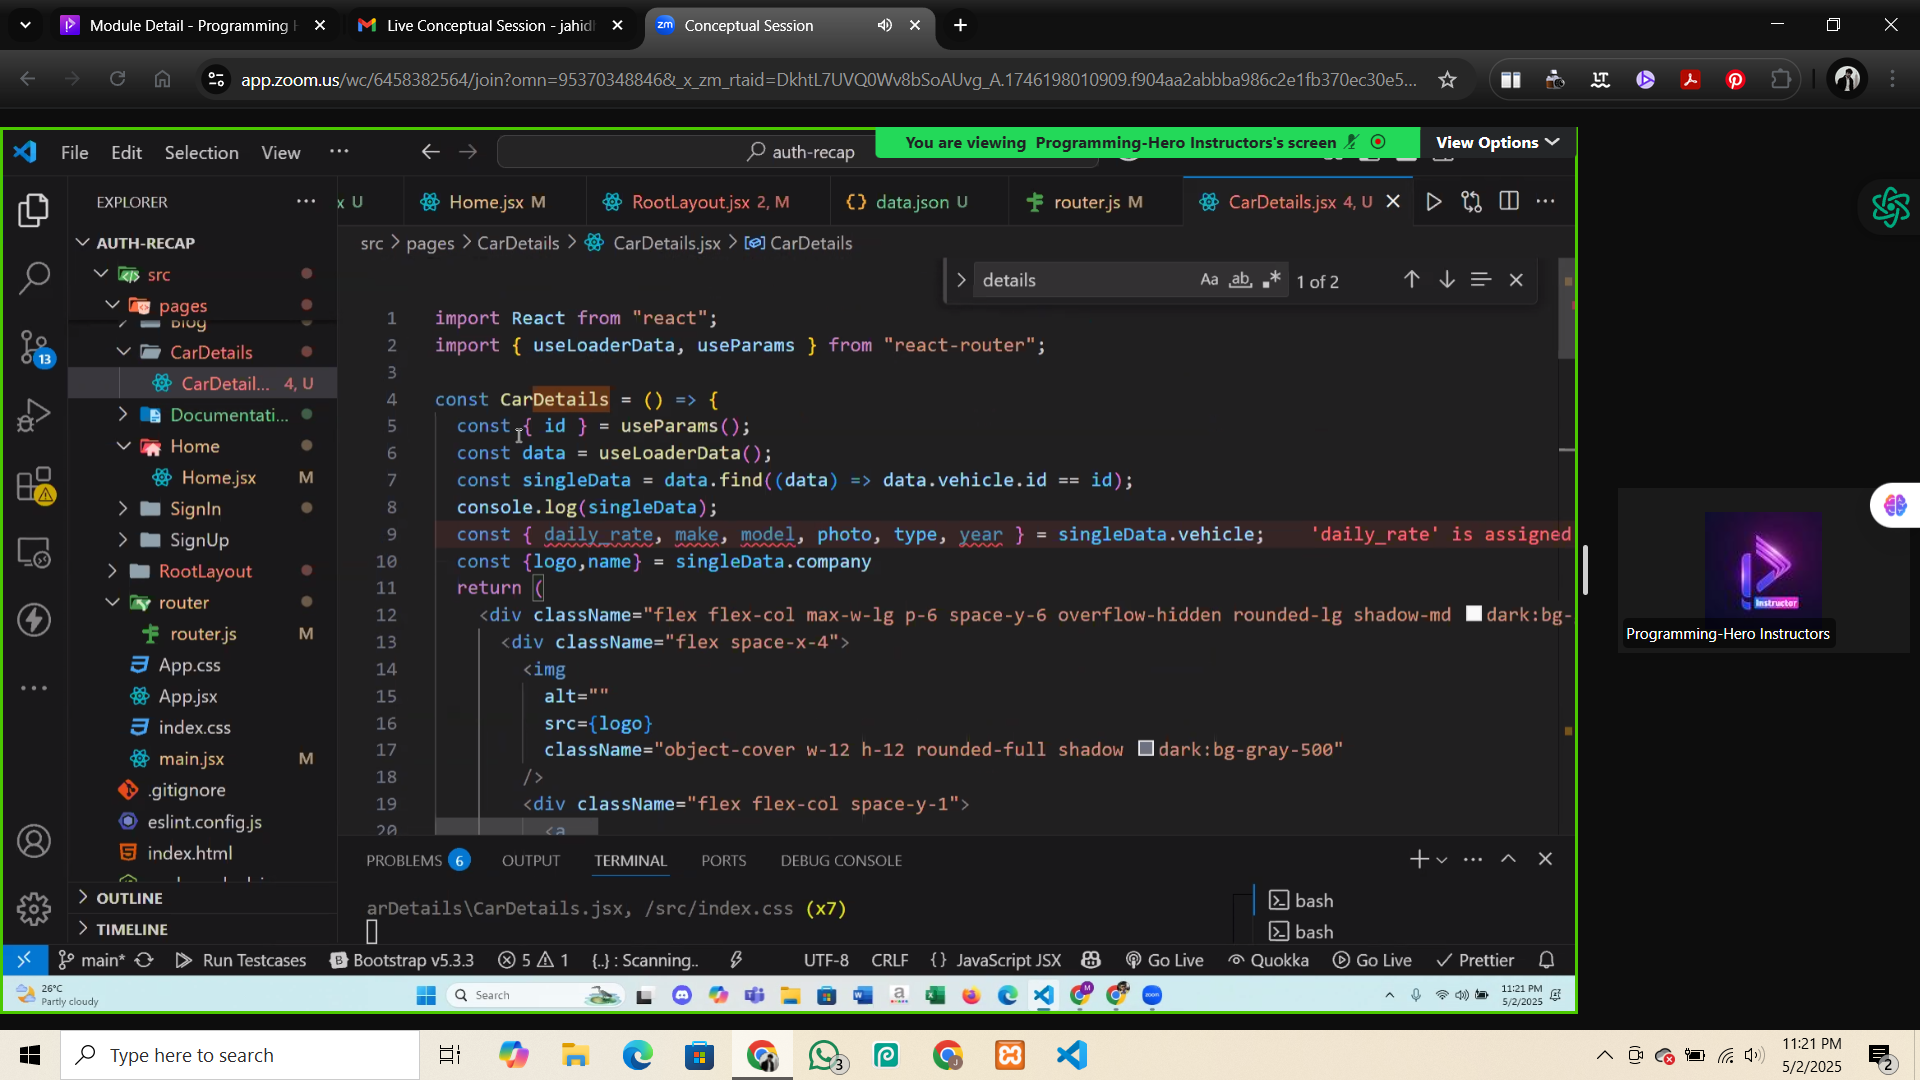 Module Detail - Programming H
Live Conceptual Session - jahidh
zm Conceptual Session
app.zoom.us/wc/6458382564/join?omn=95370348846&_x_zm_rtaid=DkhtL7UVQ0Wv8bSoAUvg_A.1746198010909.f904aa2abbba986c2e1fb370ec30e5...
File Edit Selection View ...
auth-recap
You are viewing Programming-Hero Instructors's screen
View Options
EXPLORER
x U
Home.jsx M
RootLayout.jsx 2, M
data.json U
router.js M
CarDetails.jsx 4, U
src > pages > CarDetails > CarDetails.jsx > CarDetails
details
Aa ab
1 of 2
AUTH-RECAP
src
pages
Blog
CarDetails
CarDetail... 4, U
Documentati...
Home
Home.jsx M
SignIn
SignUp
RootLayout
router
router.js M
App.css
App.jsx
index.css
main.jsx M
.gitignore
eslint.config.js
index.html
OUTLINE
TIMELINE
13
1 import React from "react";
2 import { useLoaderData, useParams } from "react-router";
3
4 const CarDetails = () => {
5 const { id } = useParams();
6 const data = useLoaderData();
7 const singleData = data.find((data) => data.vehicle.id == id);
8 console.log(singleData);
9 const { daily_rate, make, model, photo, type, year } = singleData.vehicle; 'daily_rate' is assigned
10 const {logo,name} = singleData.company
11 return (
12 <div className="flex flex-col max-w-lg p-6 space-y-6 overflow-hidden rounded-lg shadow-md dark:bg-
13 <div className="flex space-x-4">
14 <img
15 alt=""
16 src={logo}
17 className="object-cover w-12 h-12 rounded-full shadow dark:bg-gray-500"
18 />
19 <div className="flex flex-col space-y-1">
20 <a
PROBLEMS 6 OUTPUT TERMINAL PORTS DEBUG CONSOLE
arDetails\CarDetails.jsx, /src/index.css (x7)
bash
bash
main* Run Testcases Bootstrap v5.3.3 5 1 {..} : Scanning.. UTF-8 CRLF {} JavaScript JSX Go Live Quokka Go Live Prettier
26°C
Partly cloudy
Search
11:21 PM
5/2/2025
Instructor
Programming-Hero Instructors
Type here to search
3
11:21 PM
5/2/2025
2